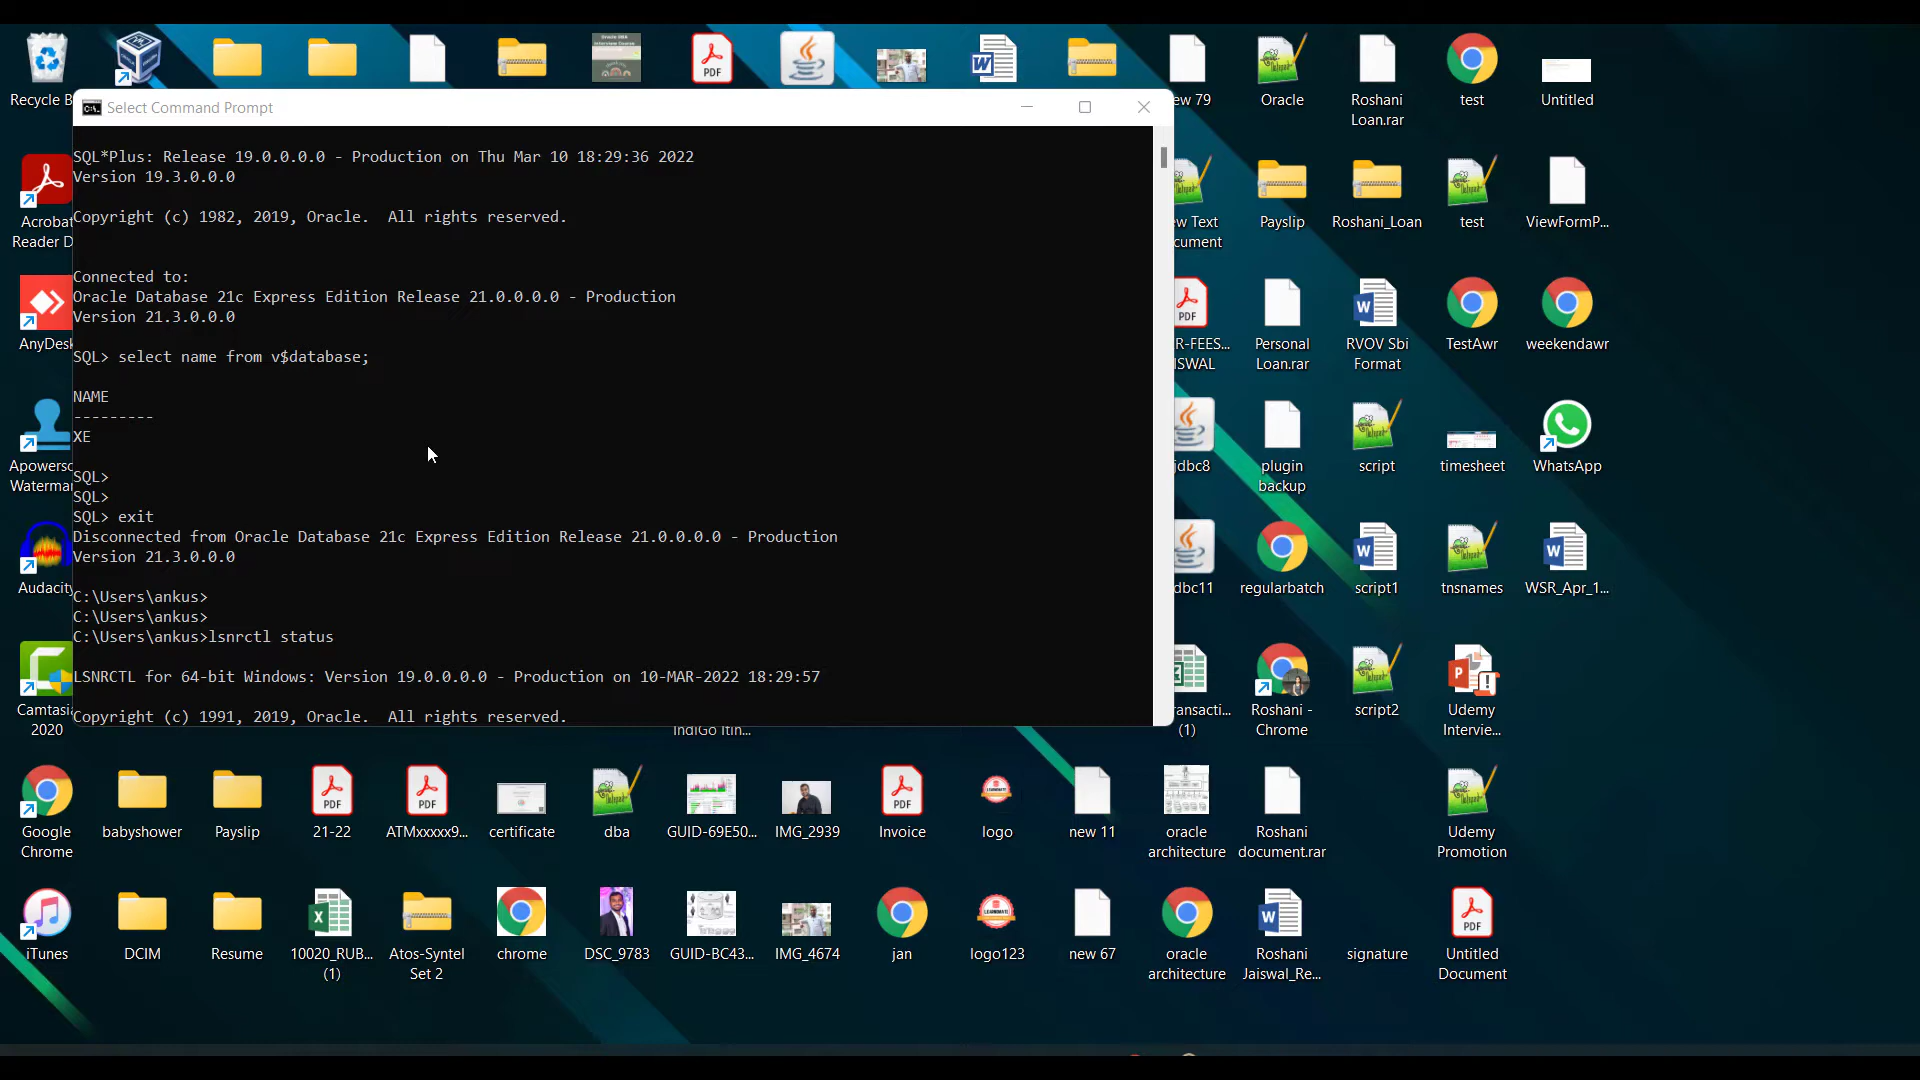 Recycle B
ew 79
Oracle
Roshani
Loan.rar
test
Untitled
Select Command Prompt
SQL*Plus: Release 19.0.0.0.0 - Production on Thu Mar 10 18:29:36 2022
Version 19.3.0.0.0
Copyright (c) 1982, 2019, Oracle.  All rights reserved.
Connected to:
Oracle Database 21c Express Edition Release 21.0.0.0.0 - Production
Version 21.3.0.0.0
SQL> select name from v$database;
NAME
---------
XE
SQL>
SQL>
SQL> exit
Disconnected from Oracle Database 21c Express Edition Release 21.0.0.0.0 - Production
Version 21.3.0.0.0
C:\Users\ankus>
C:\Users\ankus>
C:\Users\ankus>lsnrctl status
LSNRCTL for 64-bit Windows: Version 19.0.0.0.0 - Production on 10-MAR-2022 18:29:57
Copyright (c) 1991, 2019, Oracle.  All rights reserved.
Acrobat
Reader D
ew Text
cument
Payslip
Roshani_Loan
test
ViewFormP...
AnyDesk
R-FEES...
ISWAL
Personal
Loan.rar
RVOV Sbi
Format
TestAwr
weekendawr
Apowerso
Watermar
jdbc8
plugin
backup
script
timesheet
WhatsApp
Audacity
dbc11
regularbatch
script1
tnsnames
WSR_Apr_1...
Camtasia
2020
IndiGo Itin...
ransacti...
(1)
Roshani -
Chrome
script2
Udemy
Intervie...
Google
Chrome
babyshower
Payslip
21-22
ATMxxxxx9...
certificate
dba
GUID-69E50...
IMG_2939
Invoice
logo
new 11
oracle
architecture
Roshani
document.rar
Udemy
Promotion
iTunes
DCIM
Resume
10020_RUB...
(1)
Atos-Syntel
Set 2
chrome
DSC_9783
GUID-BC43...
IMG_4674
jan
logo123
new 67
oracle
architecture
Roshani
Jaiswal_Re...
signature
Untitled
Document